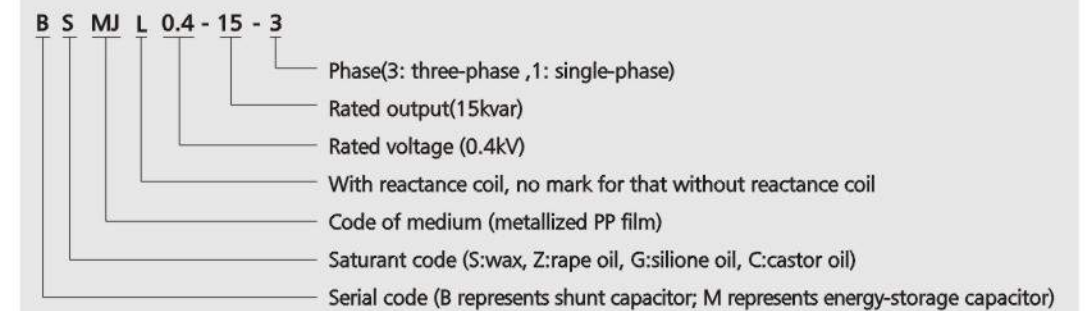 B S MJ L 0.4 - 15 - 3
Phase(3: three-phase ,1: single-phase)
Rated output(15kvar)
Rated voltage (0.4kV)
With reactance coil, no mark for that without reactance coil
Code of medium (metallized PP film)
Saturant code (S:wax, Z:rape oil, G:silione oil, C:castor oil)
Serial code (B represents shunt capacitor; M represents energy-storage capacitor)